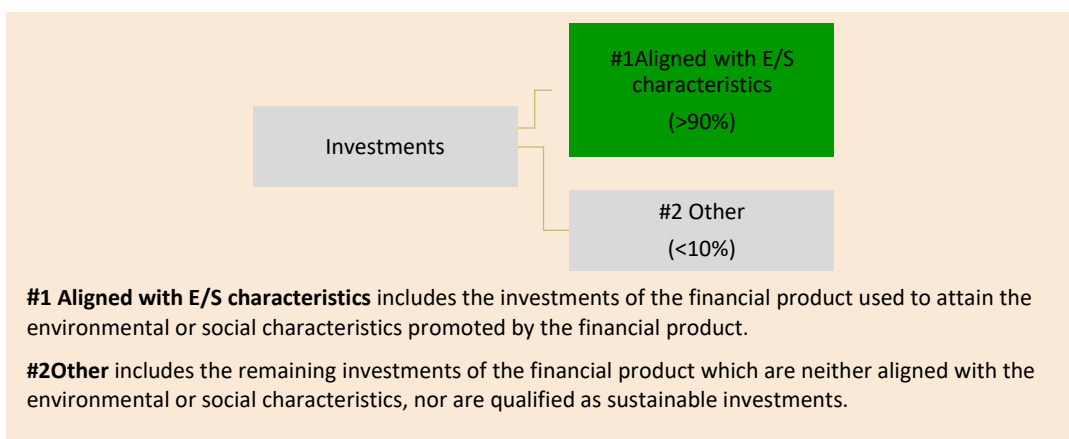 #1Aligned with E/S
characteristics
(>90%)
Investments
#2 Other
(<10%)
#1 Aligned with E/S characteristics includes the investments of the financial product used to attain the
environmental or social characteristics promoted by the financial product.
#2Other includes the remaining investments of the financial product which are neither aligned with the
environmental or social characteristics, nor are qualified as sustainable investments.